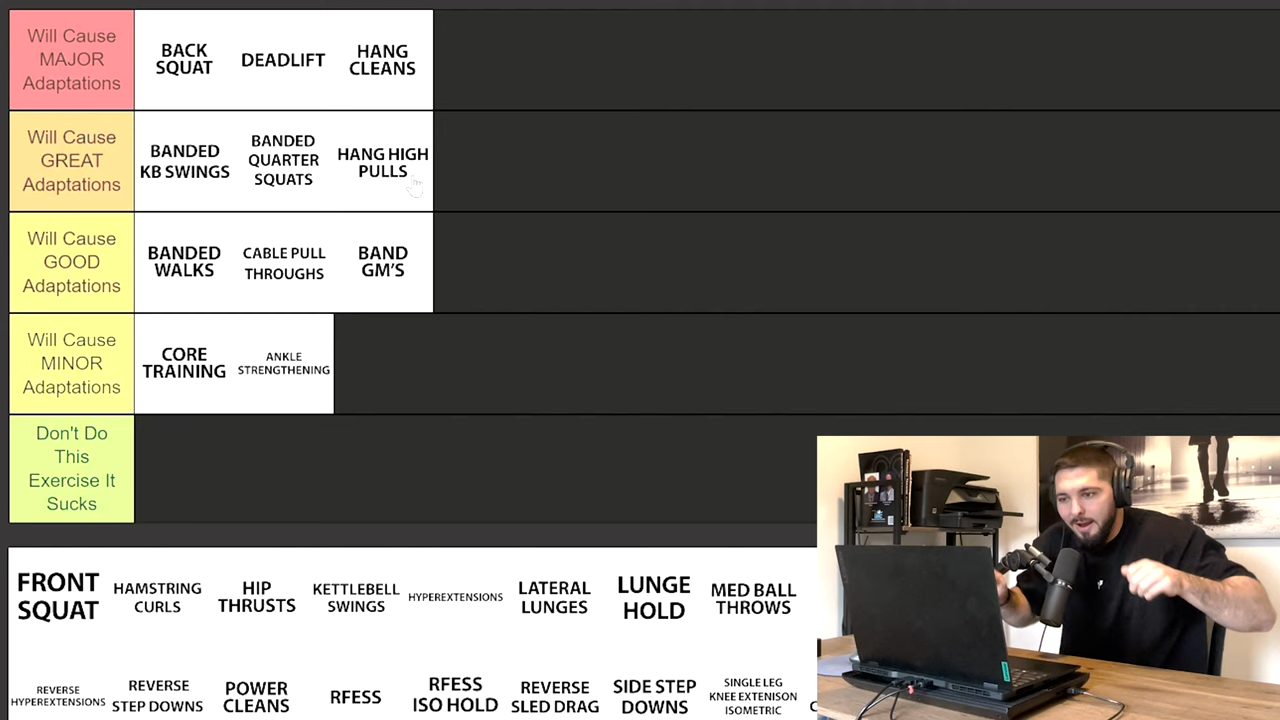 Will Cause
MAJOR
Adaptations
BACK
SQUAT
DEADLIFT
HANG
CLEANS
Will Cause
GREAT
Adaptations
BANDED
KB SWINGS
BANDED
QUARTER
SQUATS
HANG HIGH
PULLS
Will Cause
GOOD
Adaptations
BANDED
WALKS
CABLE PULL
THROUGHS
BAND
GM'S
Will Cause
MINOR
Adaptations
CORE
TRAINING
ANKLE
STRENGTHENING
Don't Do
This
Exercise It
Sucks
FRONT
SQUAT
HAMSTRING
CURLS
HIP
THRUSTS
KETTLEBELL
SWINGS
HYPEREXTENSIONS
LATERAL
LUNGES
LUNGE
HOLD
MED BALL
THROWS
REVERSE
HYPEREXTENSIONS
REVERSE
STEP DOWNS
POWER
CLEANS
RFESS
RFESS
ISO HOLD
REVERSE
SLED DRAG
SIDE STEP
DOWNS
SINGLE LEG
KNEE EXTENISON
ISOMETRIC